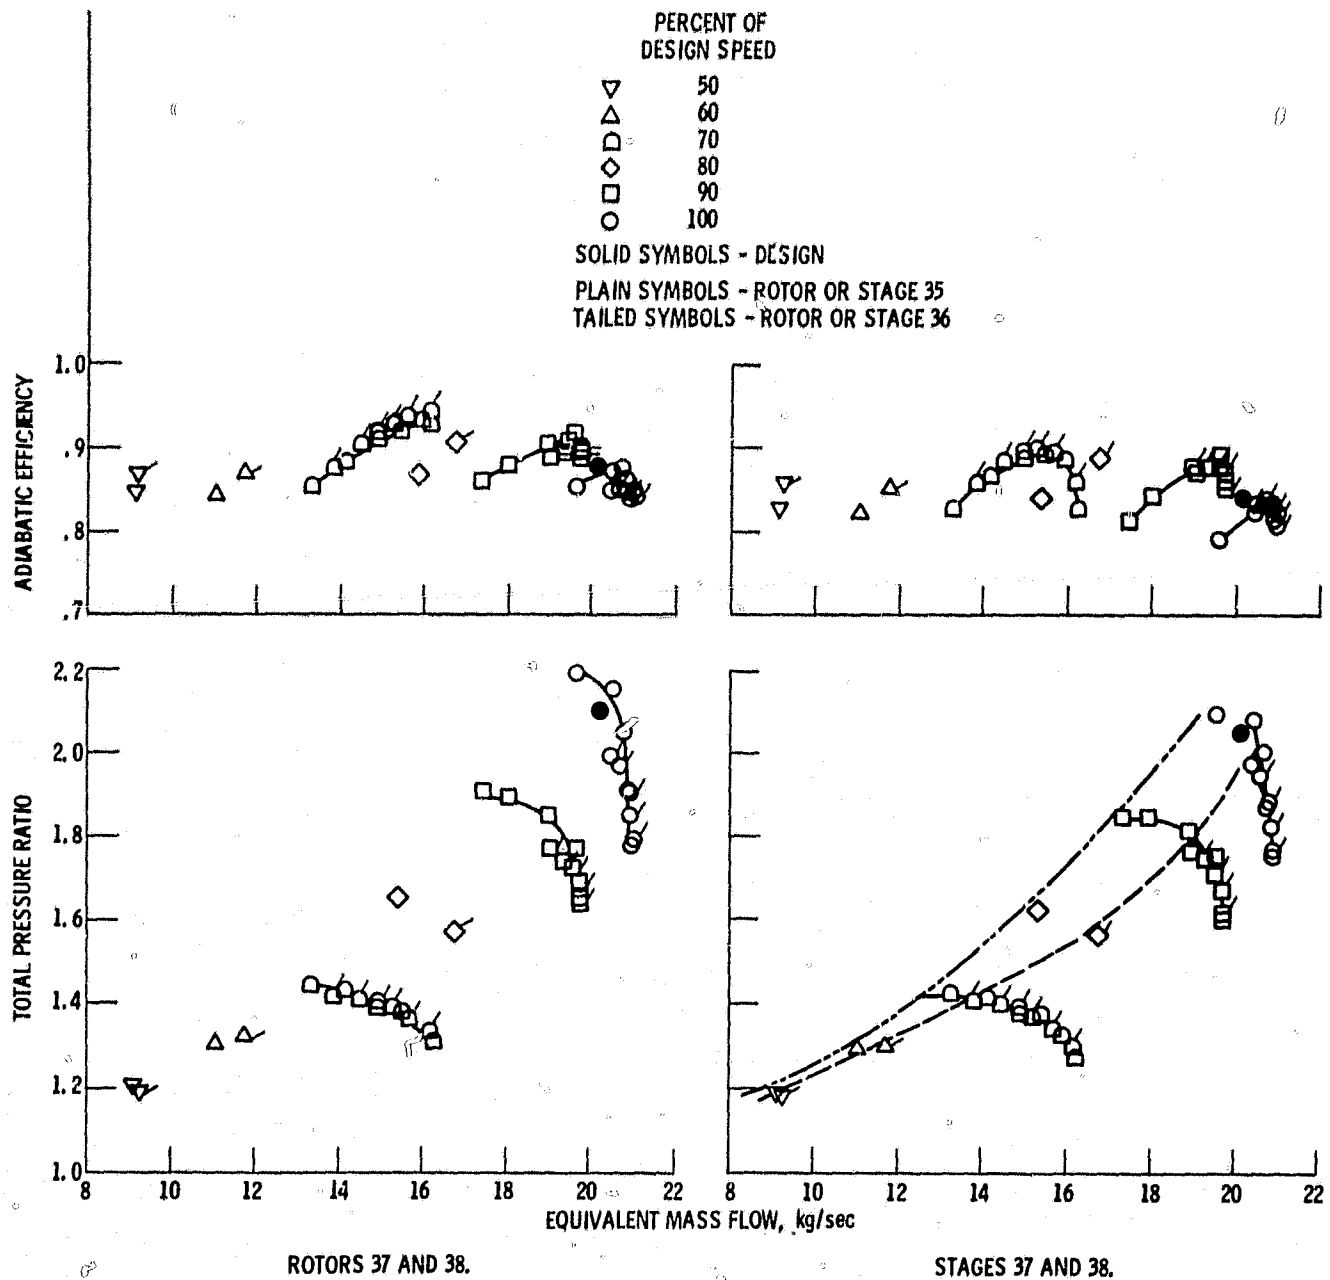 PERCENT OF
DESIGN SPEED
50
60
70
80
90
100
SOLID SYMBOLS - DESIGN
PLAIN SYMBOLS - ROTOR OR STAGE 35
TAILED SYMBOLS - ROTOR OR STAGE 36
ADIABATIC EFFICIENCY
1.0
.9
.8
.7
TOTAL PRESSURE RATIO
2.2
2.0
1.8
1.6
1.4
1.2
1.0
8 10 12 14 16 18 20 22 8 10 12 14 16 18 20 22
EQUIVALENT MASS FLOW, kg/sec
ROTORS 37 AND 38. STAGES 37 AND 38.